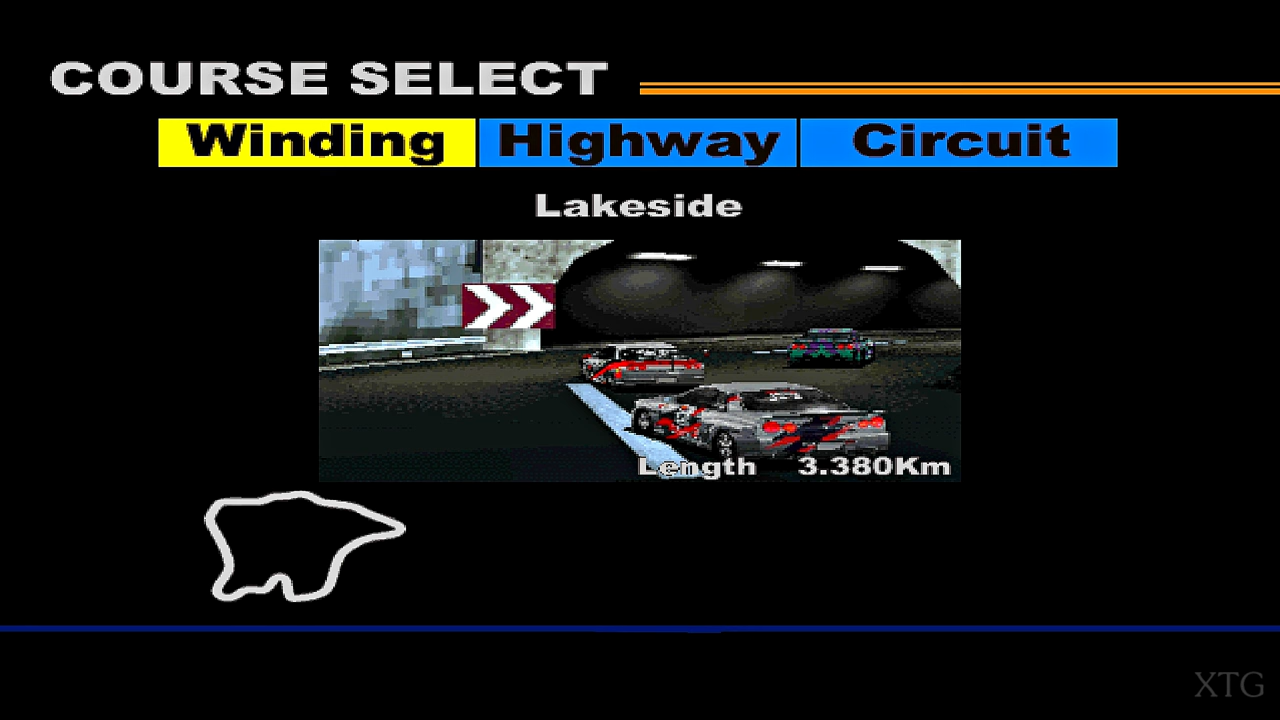 COURSE SELECT
Winding Highway Circuit
Lakeside
Length 3.380Km
XTG